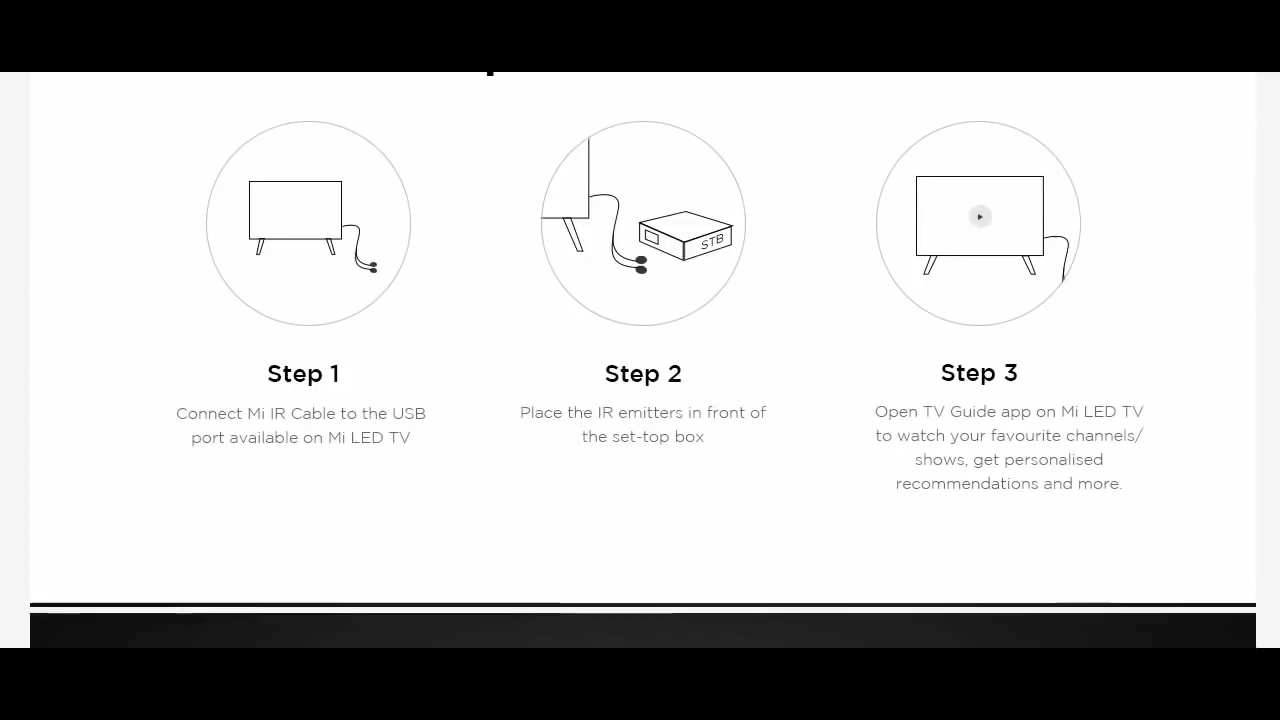 STB
Step 1
Connect Mi IR Cable to the USB
port available on Mi LED TV
Step 2
Place the IR emitters in front of
the set-top box
Step 3
Open TV Guide app on Mi LED TV
to watch your favourite channels/
shows, get personalised
recommendations and more.